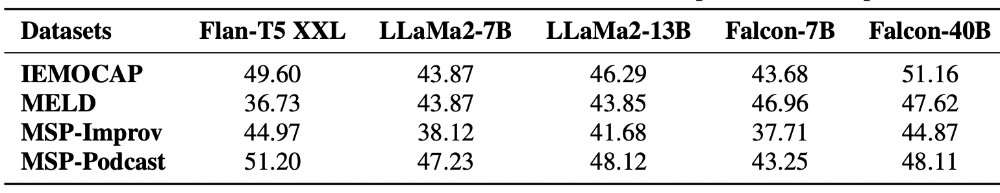 Datasets Flan-T5 XXL LLaMa2-7B LLaMa2-13B Falcon-7B Falcon-40B
IEMOCAP 49.60 43.87 46.29 43.68 51.16
MELD 36.73 43.87 43.85 46.96 47.62
MSP-Improv 44.97 38.12 41.68 37.71 44.87
MSP-Podcast 51.20 47.23 48.12 43.25 48.11